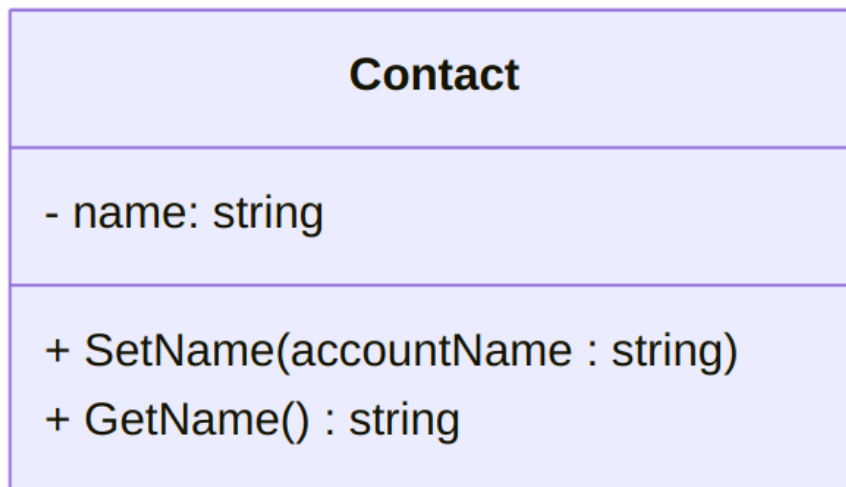 Contact
- name: string
+ SetName(accountName : string)
+ GetName() : string